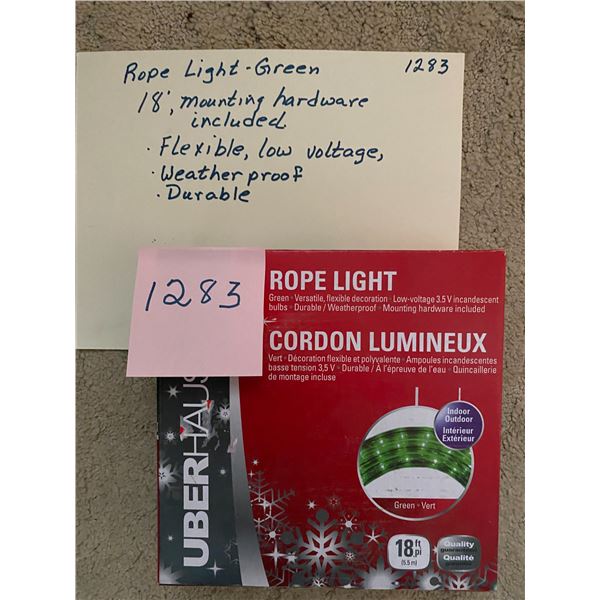 Rope Light - Green 1283
18', mounting hardware
included
· Flexible, low voltage,
· Weatherproof
· Durable
1283
ROPE LIGHT
Green ▫ Versatile, flexible decoration ▫ Low-voltage 3.5 V incandescent
bulbs ▫ Durable / Weatherproof ▫ Mounting hardware included
CORDON LUMINEUX
Vert ▫ Décoration flexible et polyvalente ▫ Ampoules incandescentes
basse tension 3,5 V ▫ Durable / À l'épreuve de l'eau ▫ Quincaillerie
de montage incluse
UBERHAUS
Indoor
Outdoor
Intérieur
Extérieur
Green ▫ Vert
18 ft
pi
(5.5 m)
Quality
guaranteed
Qualité
garantie